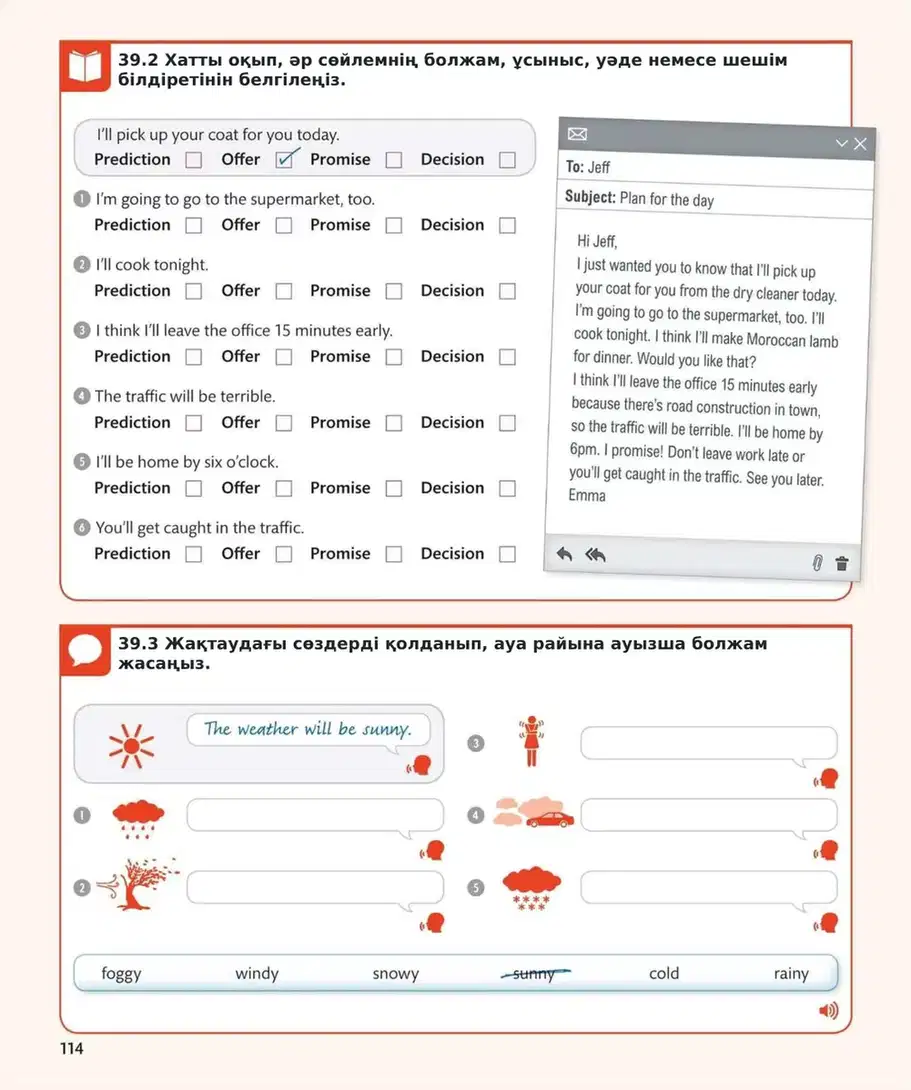 39.2 Хатты оқып, әр сөйлемнің болжам, ұсыныс, уәде немесе шешім
білдіретінін белгілеңіз.
I'll pick up your coat for you today.
Prediction Offer Promise Decision
1 I'm going to go to the supermarket, too.
Prediction Offer Promise Decision
2 I'll cook tonight.
Prediction Offer Promise Decision
3 I think I'll leave the office 15 minutes early.
Prediction Offer Promise Decision
4 The traffic will be terrible.
Prediction Offer Promise Decision
5 I'll be home by six o'clock.
Prediction Offer Promise Decision
6 You'll get caught in the traffic.
Prediction Offer Promise Decision
To: Jeff
Subject: Plan for the day
Hi Jeff,
I just wanted you to know that I'll pick up
your coat for you from the dry cleaner today.
I'm going to go to the supermarket, too. I'll
cook tonight. I think I'll make Moroccan lamb
for dinner. Would you like that?
I think I'll leave the office 15 minutes early
because there's road construction in town,
so the traffic will be terrible. I'll be home by
6pm. I promise! Don't leave work late or
you'll get caught in the traffic. See you later.
Emma
39.3 Жақтаудағы сөздерді қолданып, ауа райына ауызша болжам
жасаңыз.
The weather will be sunny.
1
2
3
4
5
foggy windy snowy sunny cold rainy
114